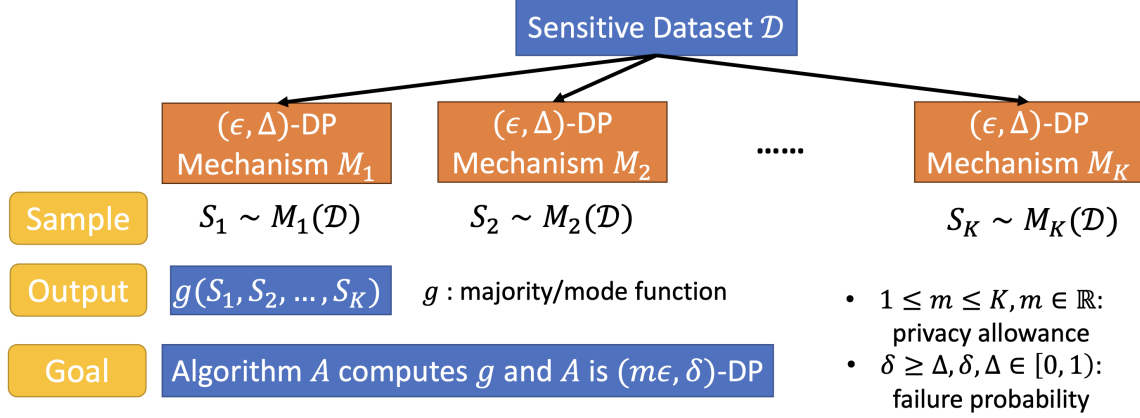 Sensitive Dataset 𝒟
(ϵ, Δ)-DP
Mechanism M₁
(ϵ, Δ)-DP
Mechanism M₂
......
(ϵ, Δ)-DP
Mechanism M_K
Sample
S₁ ~ M₁(𝒟)
S₂ ~ M₂(𝒟)
S_K ~ M_K(𝒟)
Output
g(S₁, S₂, ..., S_K)
g : majority/mode function
• 1 ≤ m ≤ K, m ∈ ℝ:
privacy allowance
• δ ≥ Δ, δ, Δ ∈ [0, 1):
failure probability
Goal
Algorithm A computes g and A is (mϵ, δ)-DP